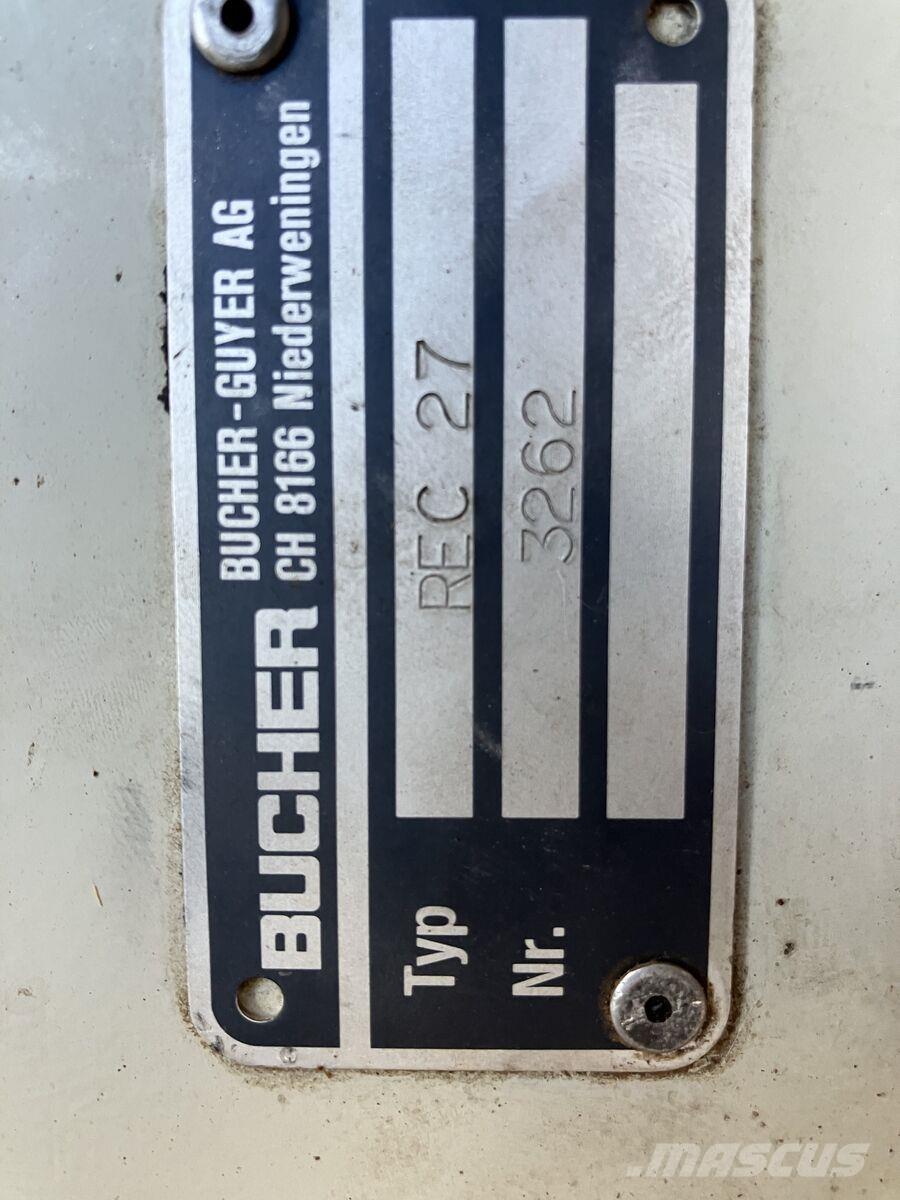 BUCHER
BUCHER-GUYER AG
CH 8166 Niederweningen
Typ REC 27
Nr. 3262
mascus